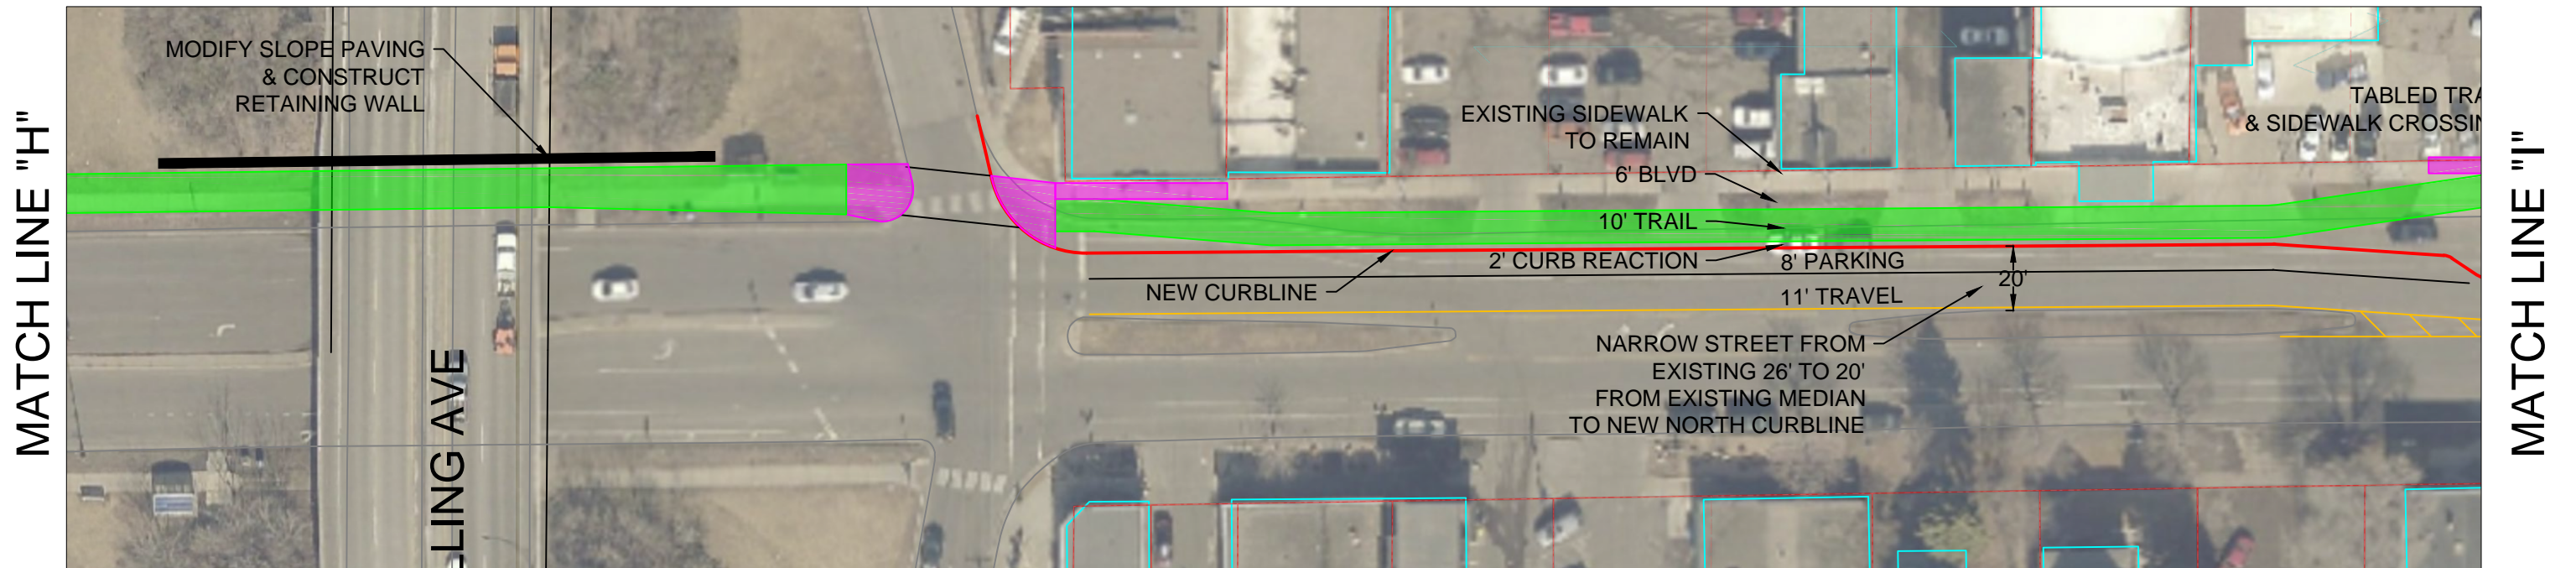 MATCH LINE "H"
MODIFY SLOPE PAVING
& CONSTRUCT
RETAINING WALL
LLING AVE
EXISTING SIDEWALK
TO REMAIN
6' BLVD
10' TRAIL
2' CURB REACTION
8' PARKING
NEW CURBLINE
11' TRAVEL
20'
NARROW STREET FROM
EXISTING 26' TO 20'
FROM EXISTING MEDIAN
TO NEW NORTH CURBLINE
TABLED TRA
& SIDEWALK CROSSIN
MATCH LINE "I"